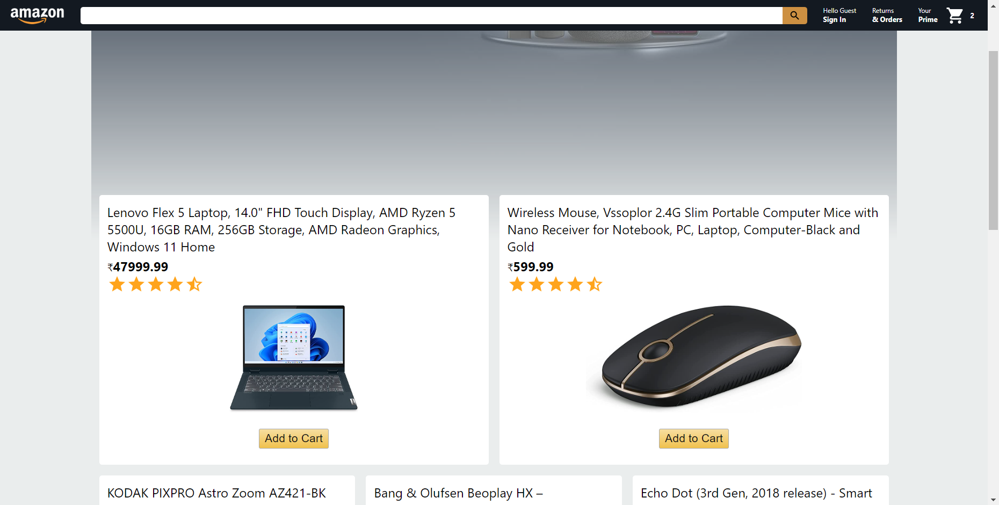 amazon
Hello Guest
Sign In
Returns
& Orders
Your
Prime
2
Lenovo Flex 5 Laptop, 14.0" FHD Touch Display, AMD Ryzen 5
5500U, 16GB RAM, 256GB Storage, AMD Radeon Graphics,
Windows 11 Home
₹47999.99
Add to Cart
Wireless Mouse, Vssoplor 2.4G Slim Portable Computer Mice with
Nano Receiver for Notebook, PC, Laptop, Computer-Black and
Gold
₹599.99
Add to Cart
KODAK PIXPRO Astro Zoom AZ421-BK
Bang & Olufsen Beoplay HX –
Echo Dot (3rd Gen, 2018 release) - Smart